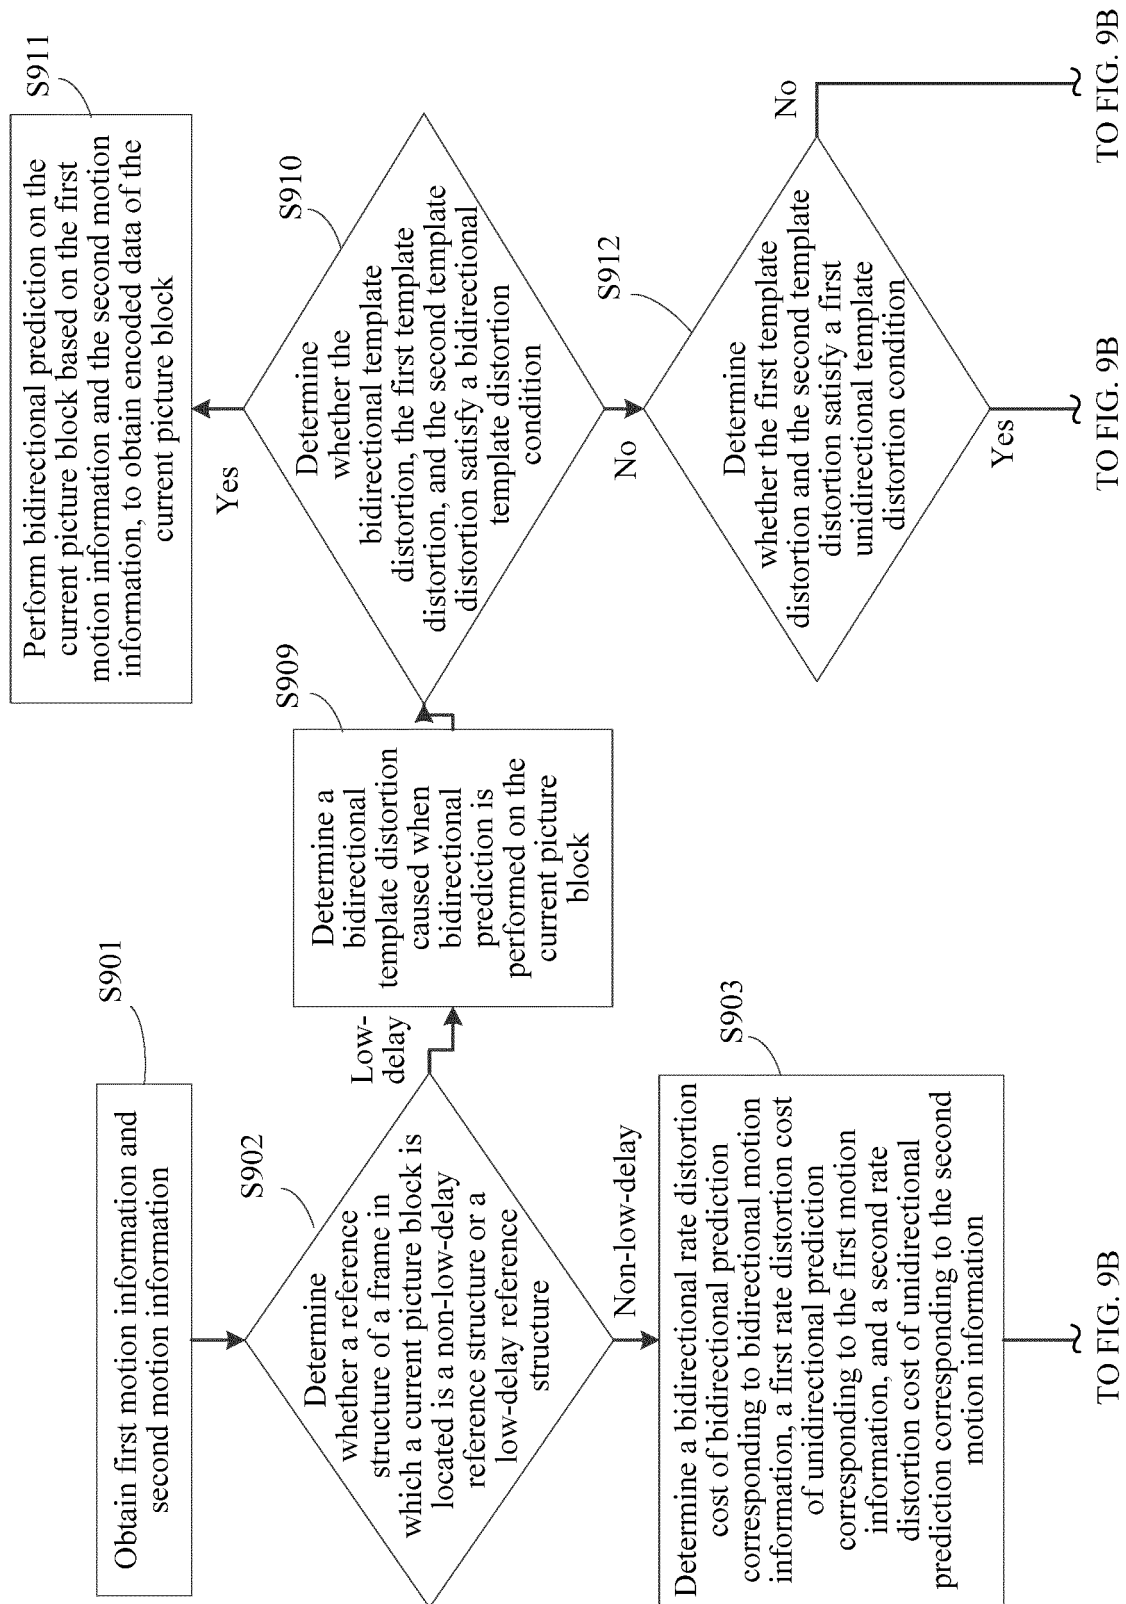 S901
Obtain first motion information and
second motion information
S902
Determine
whether a reference
structure of a frame in
which a current picture block is
located is a non-low-delay
reference structure or a
low-delay reference
structure
Low-
delay
Non-low-delay
S903
Determine a bidirectional rate distortion
cost of bidirectional prediction
corresponding to bidirectional motion
information, a first rate distortion cost
of unidirectional prediction
corresponding to the first motion
information, and a second rate
distortion cost of unidirectional
prediction corresponding to the second
motion information
TO FIG. 9B
S909
Determine a
bidirectional
template distortion
caused when
bidirectional
prediction is
performed on the
current picture
block
S911
Perform bidirectional prediction on the
current picture block based on the first
motion information and the second motion
information, to obtain encoded data of the
current picture block
Yes
S910
Determine
whether the
bidirectional template
distortion, the first template
distortion, and the second template
distortion satisfy a bidirectional
template distortion
condition
No
S912
Determine
whether the first template
distortion and the second template
distortion satisfy a first
unidirectional template
distortion condition
No
Yes
TO FIG. 9B
TO FIG. 9B